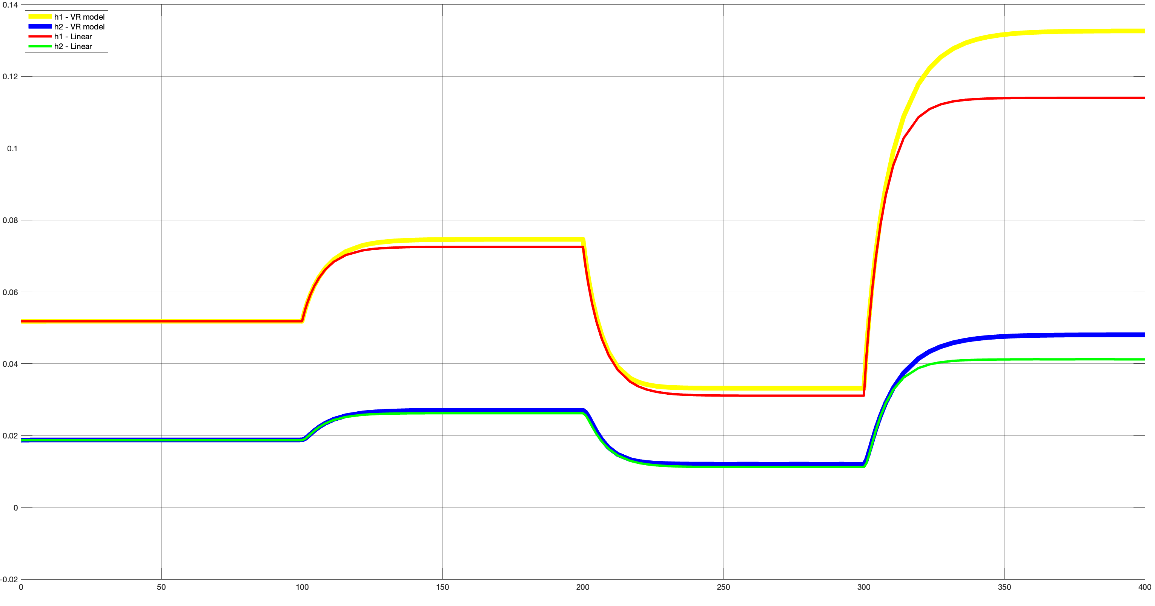 0.14
h1 - VR model
h2 - VR model
h1 - Linear
h2 - Linear
0.12
0.1
0.08
0.06
0.04
0.02
0
-0.02
0 50 100 150 200 250 300 350 400